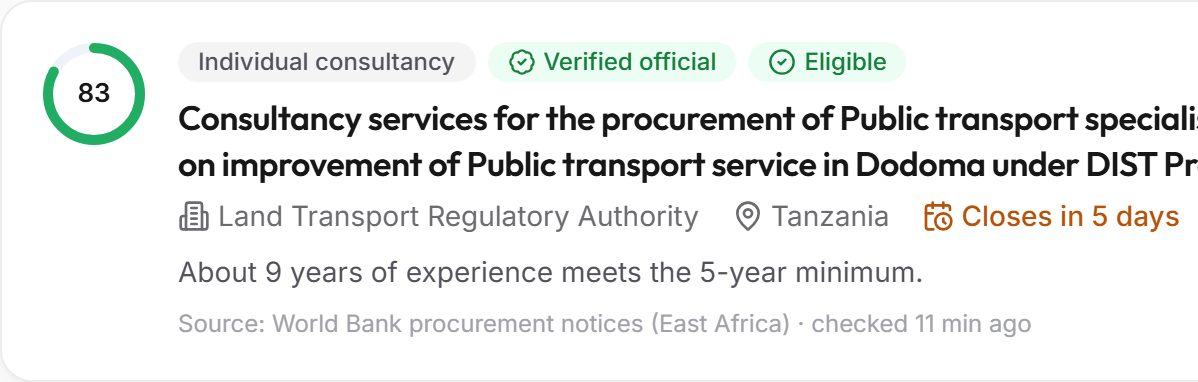 83
Individual consultancy
Verified official
Eligible
Consultancy services for the procurement of Public transport
on improvement of Public transport service in Dodoma under DIST
Land Transport Regulatory Authority
Tanzania
Closes in 5 days
About 9 years of experience meets the 5-year minimum.
Source: World Bank procurement notices (East Africa) · checked 11 min ago